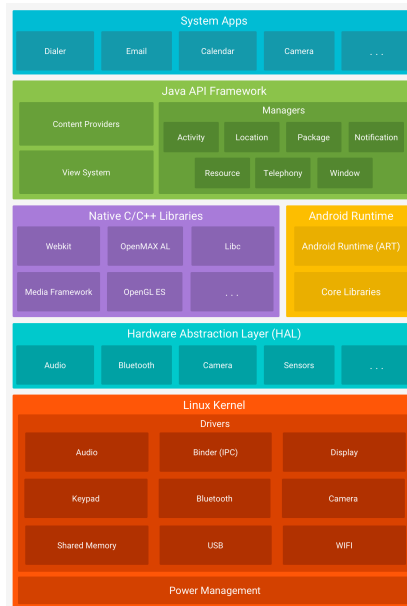 System Apps
Dialer
Email
Calendar
Camera
. . .
Java API Framework
Content Providers
View System
Managers
Activity
Location
Package
Notification
Resource
Telephony
Window
Native C/C++ Libraries
Webkit
OpenMAX AL
Libc
Media Framework
OpenGL ES
. . .
Android Runtime
Android Runtime (ART)
Core Libraries
Hardware Abstraction Layer (HAL)
Audio
Bluetooth
Camera
Sensors
. . .
Linux Kernel
Drivers
Audio
Binder (IPC)
Display
Keypad
Bluetooth
Camera
Shared Memory
USB
WIFI
Power Management